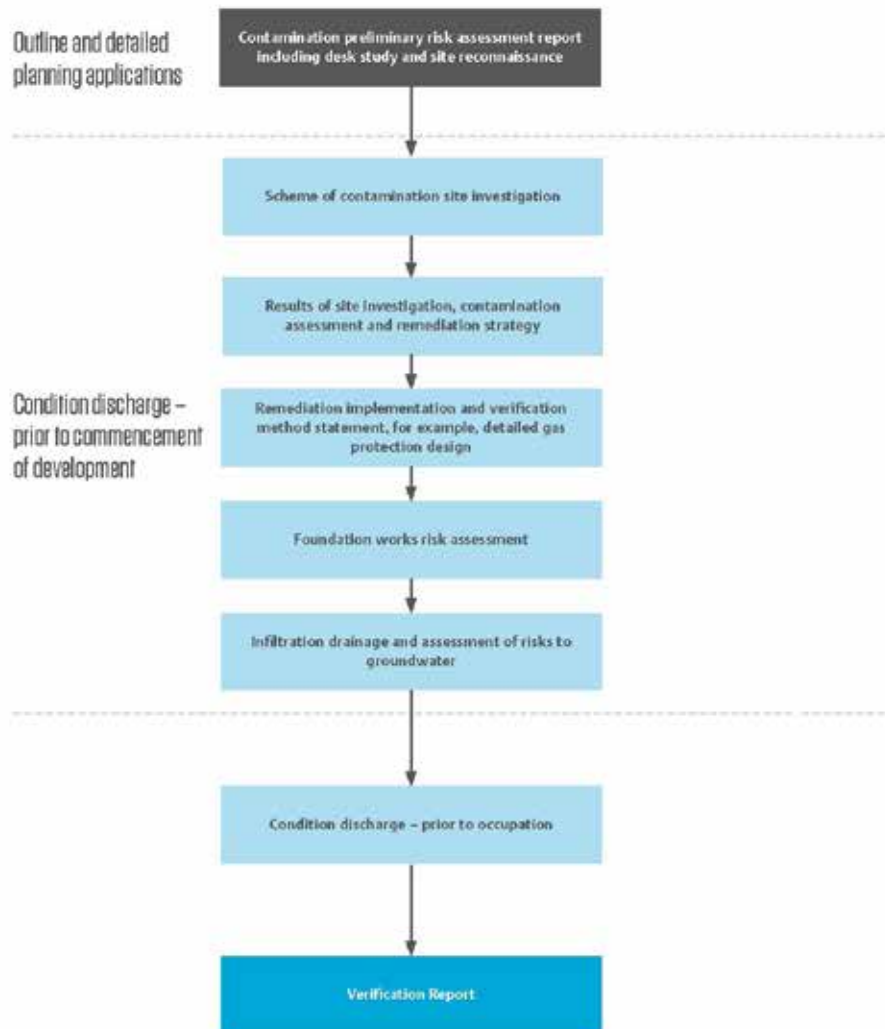 Outline and detailed
planning applications
Contamination preliminary risk assessment report
including desk study and site reconnaissance
Scheme of contamination site investigation
Results of site investigation, contamination
assessment and remediation strategy
Condition discharge –
prior to commencement
of development
Remediation implementation and verification
method statement, for example, detailed gas
protection design
Foundation works risk assessment
Infiltration drainage and assessment of risks to
groundwater
Condition discharge – prior to occupation
Verification Report